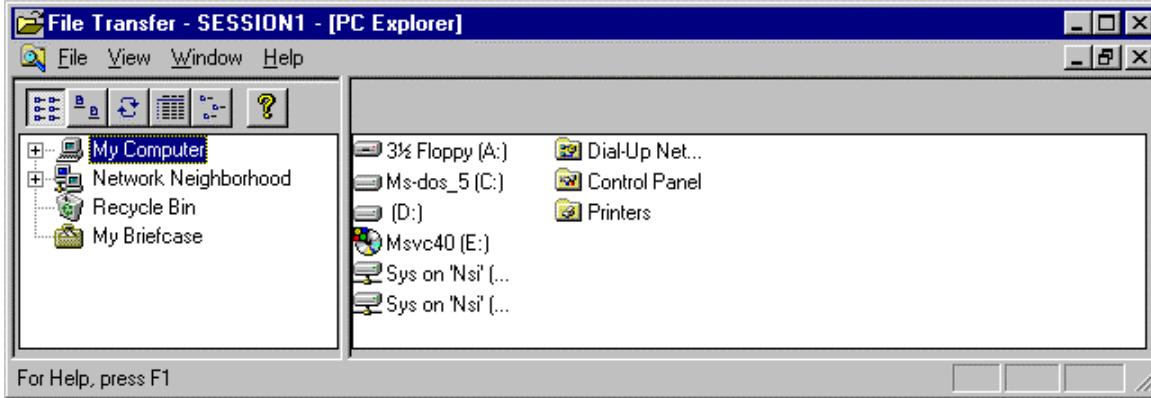 File Transfer - SESSION1 - [PC Explorer]
File View Window Help
My Computer
Network Neighborhood
Recycle Bin
My Briefcase
3½ Floppy (A:)
Ms-dos_5 (C:)
(D:)
Msvc40 (E:)
Sys on 'Nsi' (...
Sys on 'Nsi' (...
Dial-Up Net...
Control Panel
Printers
For Help, press F1